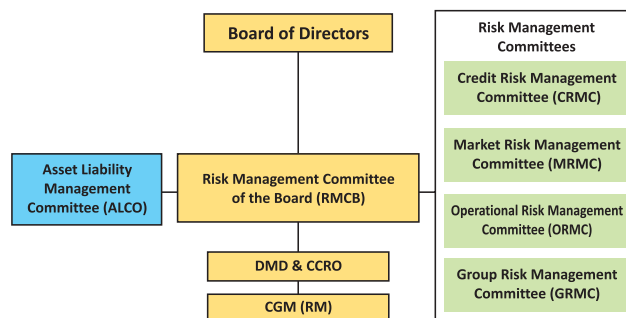 Board of Directors
Asset Liability
Management
Committee (ALCO)
Risk Management Committee
of the Board (RMCB)
DMD & CCRO
CGM (RM)
Risk Management
Committees
Credit Risk Management
Committee (CRMC)
Market Risk Management
Committee (MRMC)
Operational Risk Management
Committee (ORMC)
Group Risk Management
Committee (GRMC)